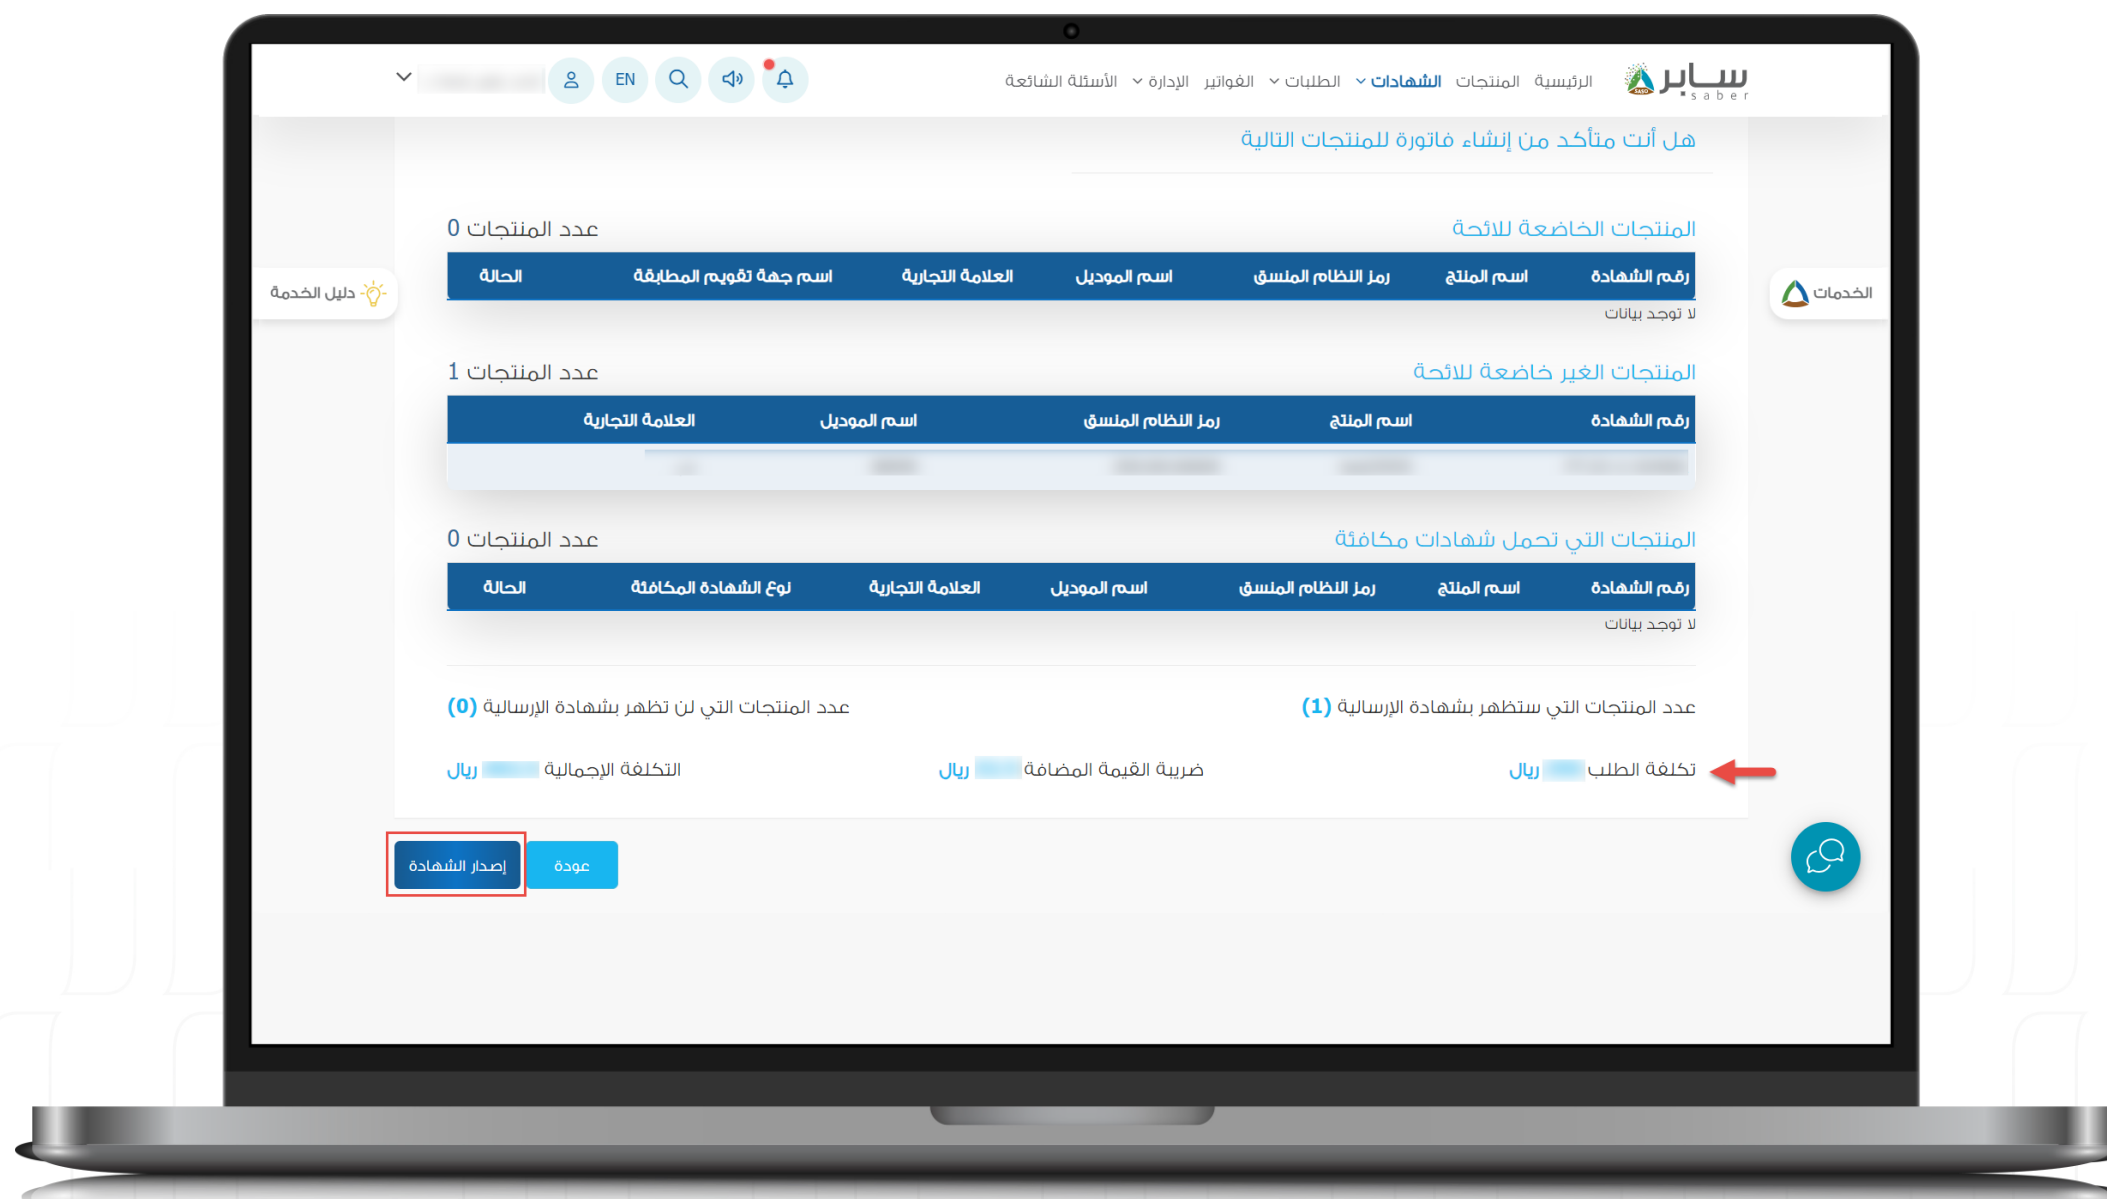 سابر
saber
SASO
الرئيسية المنتجات الشهادات الطلبات الفواتير الإدارة الأسئلة الشائعة
EN
هل أنت متأكد من إنشاء فاتورة للمنتجات التالية
الخدمات
دليل الخدمة
المنتجات الخاضعة للائحة عدد المنتجات 0
رقم الشهادة اسم المنتج رمز النظام المنسق اسم الموديل العلامة التجارية اسم جهة تقويم المطابقة الحالة
لا توجد بيانات
المنتجات الغير خاضعة للائحة عدد المنتجات 1
رقم الشهادة اسم المنتج رمز النظام المنسق اسم الموديل العلامة التجارية
المنتجات التي تحمل شهادات مكافئة عدد المنتجات 0
رقم الشهادة اسم المنتج رمز النظام المنسق اسم الموديل العلامة التجارية نوع الشهادة المكافئة الحالة
لا توجد بيانات
عدد المنتجات التي ستظهر بشهادة الإرسالية (1) عدد المنتجات التي لن تظهر بشهادة الإرسالية (0)
تكلفة الطلب ريال ضريبة القيمة المضافة ريال التكلفة الإجمالية ريال
عودة إصدار الشهادة